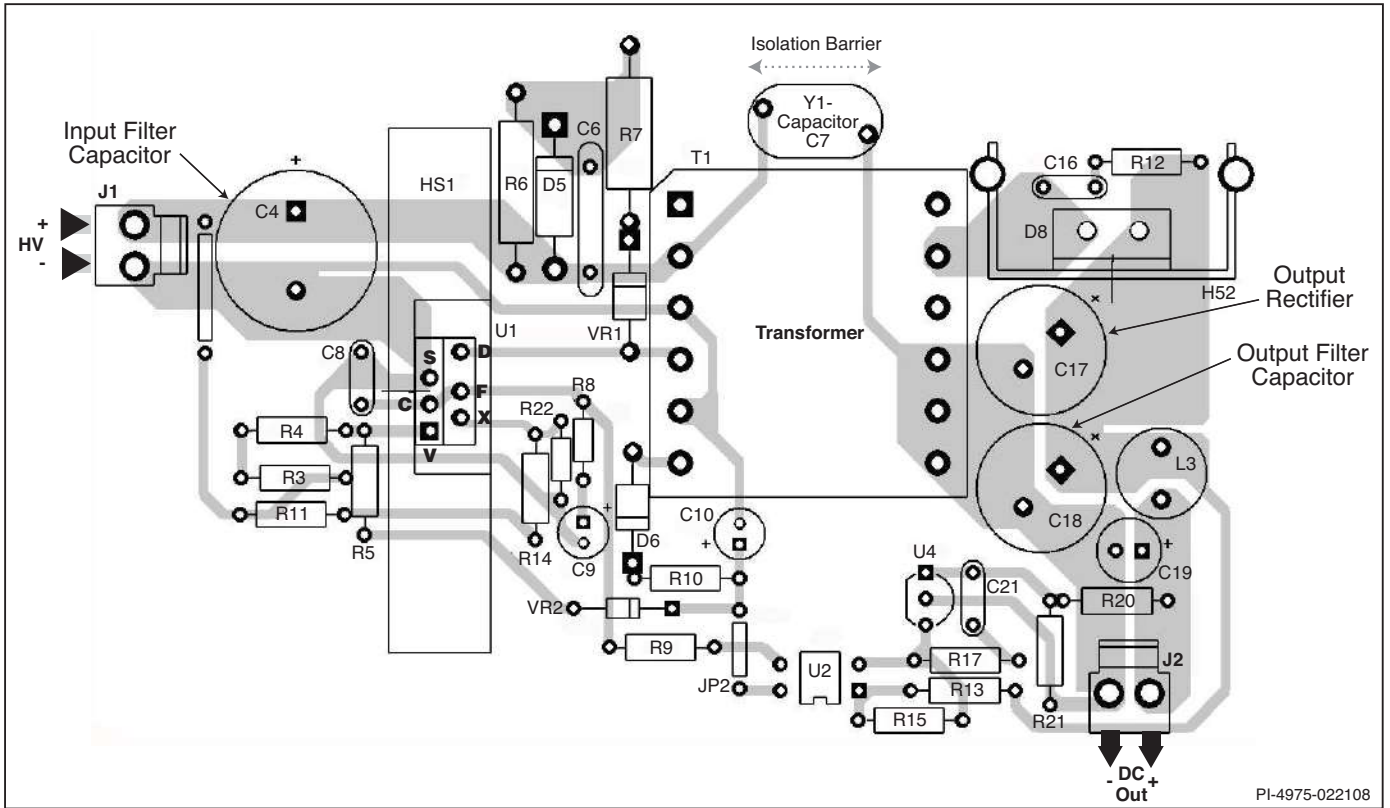 Isolation Barrier
Y1-
Capacitor
C7
Input Filter
Capacitor
J1
+
HV
-
+
C4
HS1
R6
D5
C6
R7
T1
C16
R12
D8
H52
Output
Rectifier
Transformer
VR1
U1
C8
S
D
C
F
X
V
C17
Output Filter
Capacitor
R8
R22
R4
R3
R11
R5
R14
+
C9
D6
C10
+
R10
VR2
R9
JP2
U2
U4
C21
R17
R13
R15
R21
C18
L3
+
C19
R20
J2
- DC +
Out
PI-4975-022108